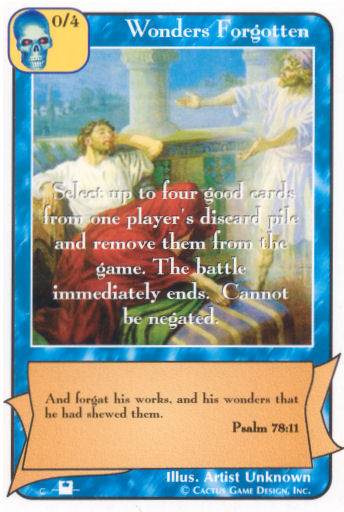 0/4
Wonders Forgotten
Select up to four good cards
from one player's discard pile
and remove them from the
game. The battle
immediately ends. Cannot
be negated.
And forgat his works, and his wonders that
he had shewed them.
Psalm 78:11
Illus. Artist Unknown
C
© Cactus Game Design, Inc.